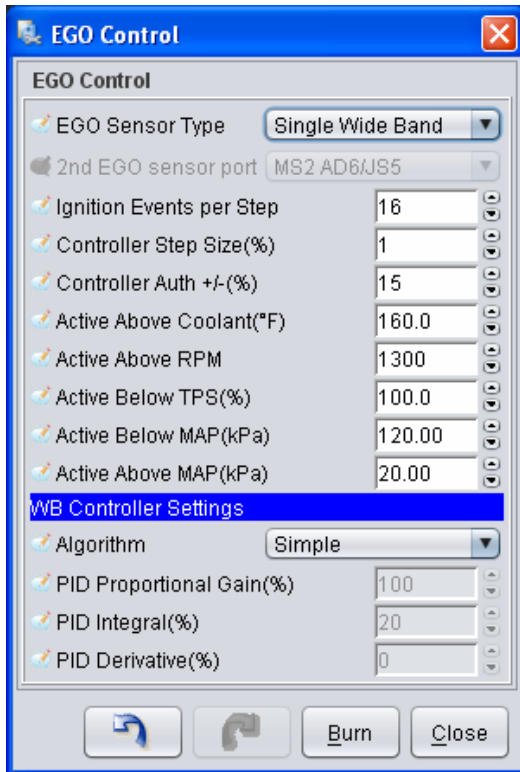 EGO Control
EGO Control
EGO Sensor Type Single Wide Band
2nd EGO sensor port MS2 AD6/JS5
Ignition Events per Step 16
Controller Step Size(%) 1
Controller Auth +/-(%) 15
Active Above Coolant(°F) 160.0
Active Above RPM 1300
Active Below TPS(%) 100.0
Active Below MAP(kPa) 120.00
Active Above MAP(kPa) 20.00
WB Controller Settings
Algorithm Simple
PID Proportional Gain(%) 100
PID Integral(%) 20
PID Derivative(%) 0
Burn Close